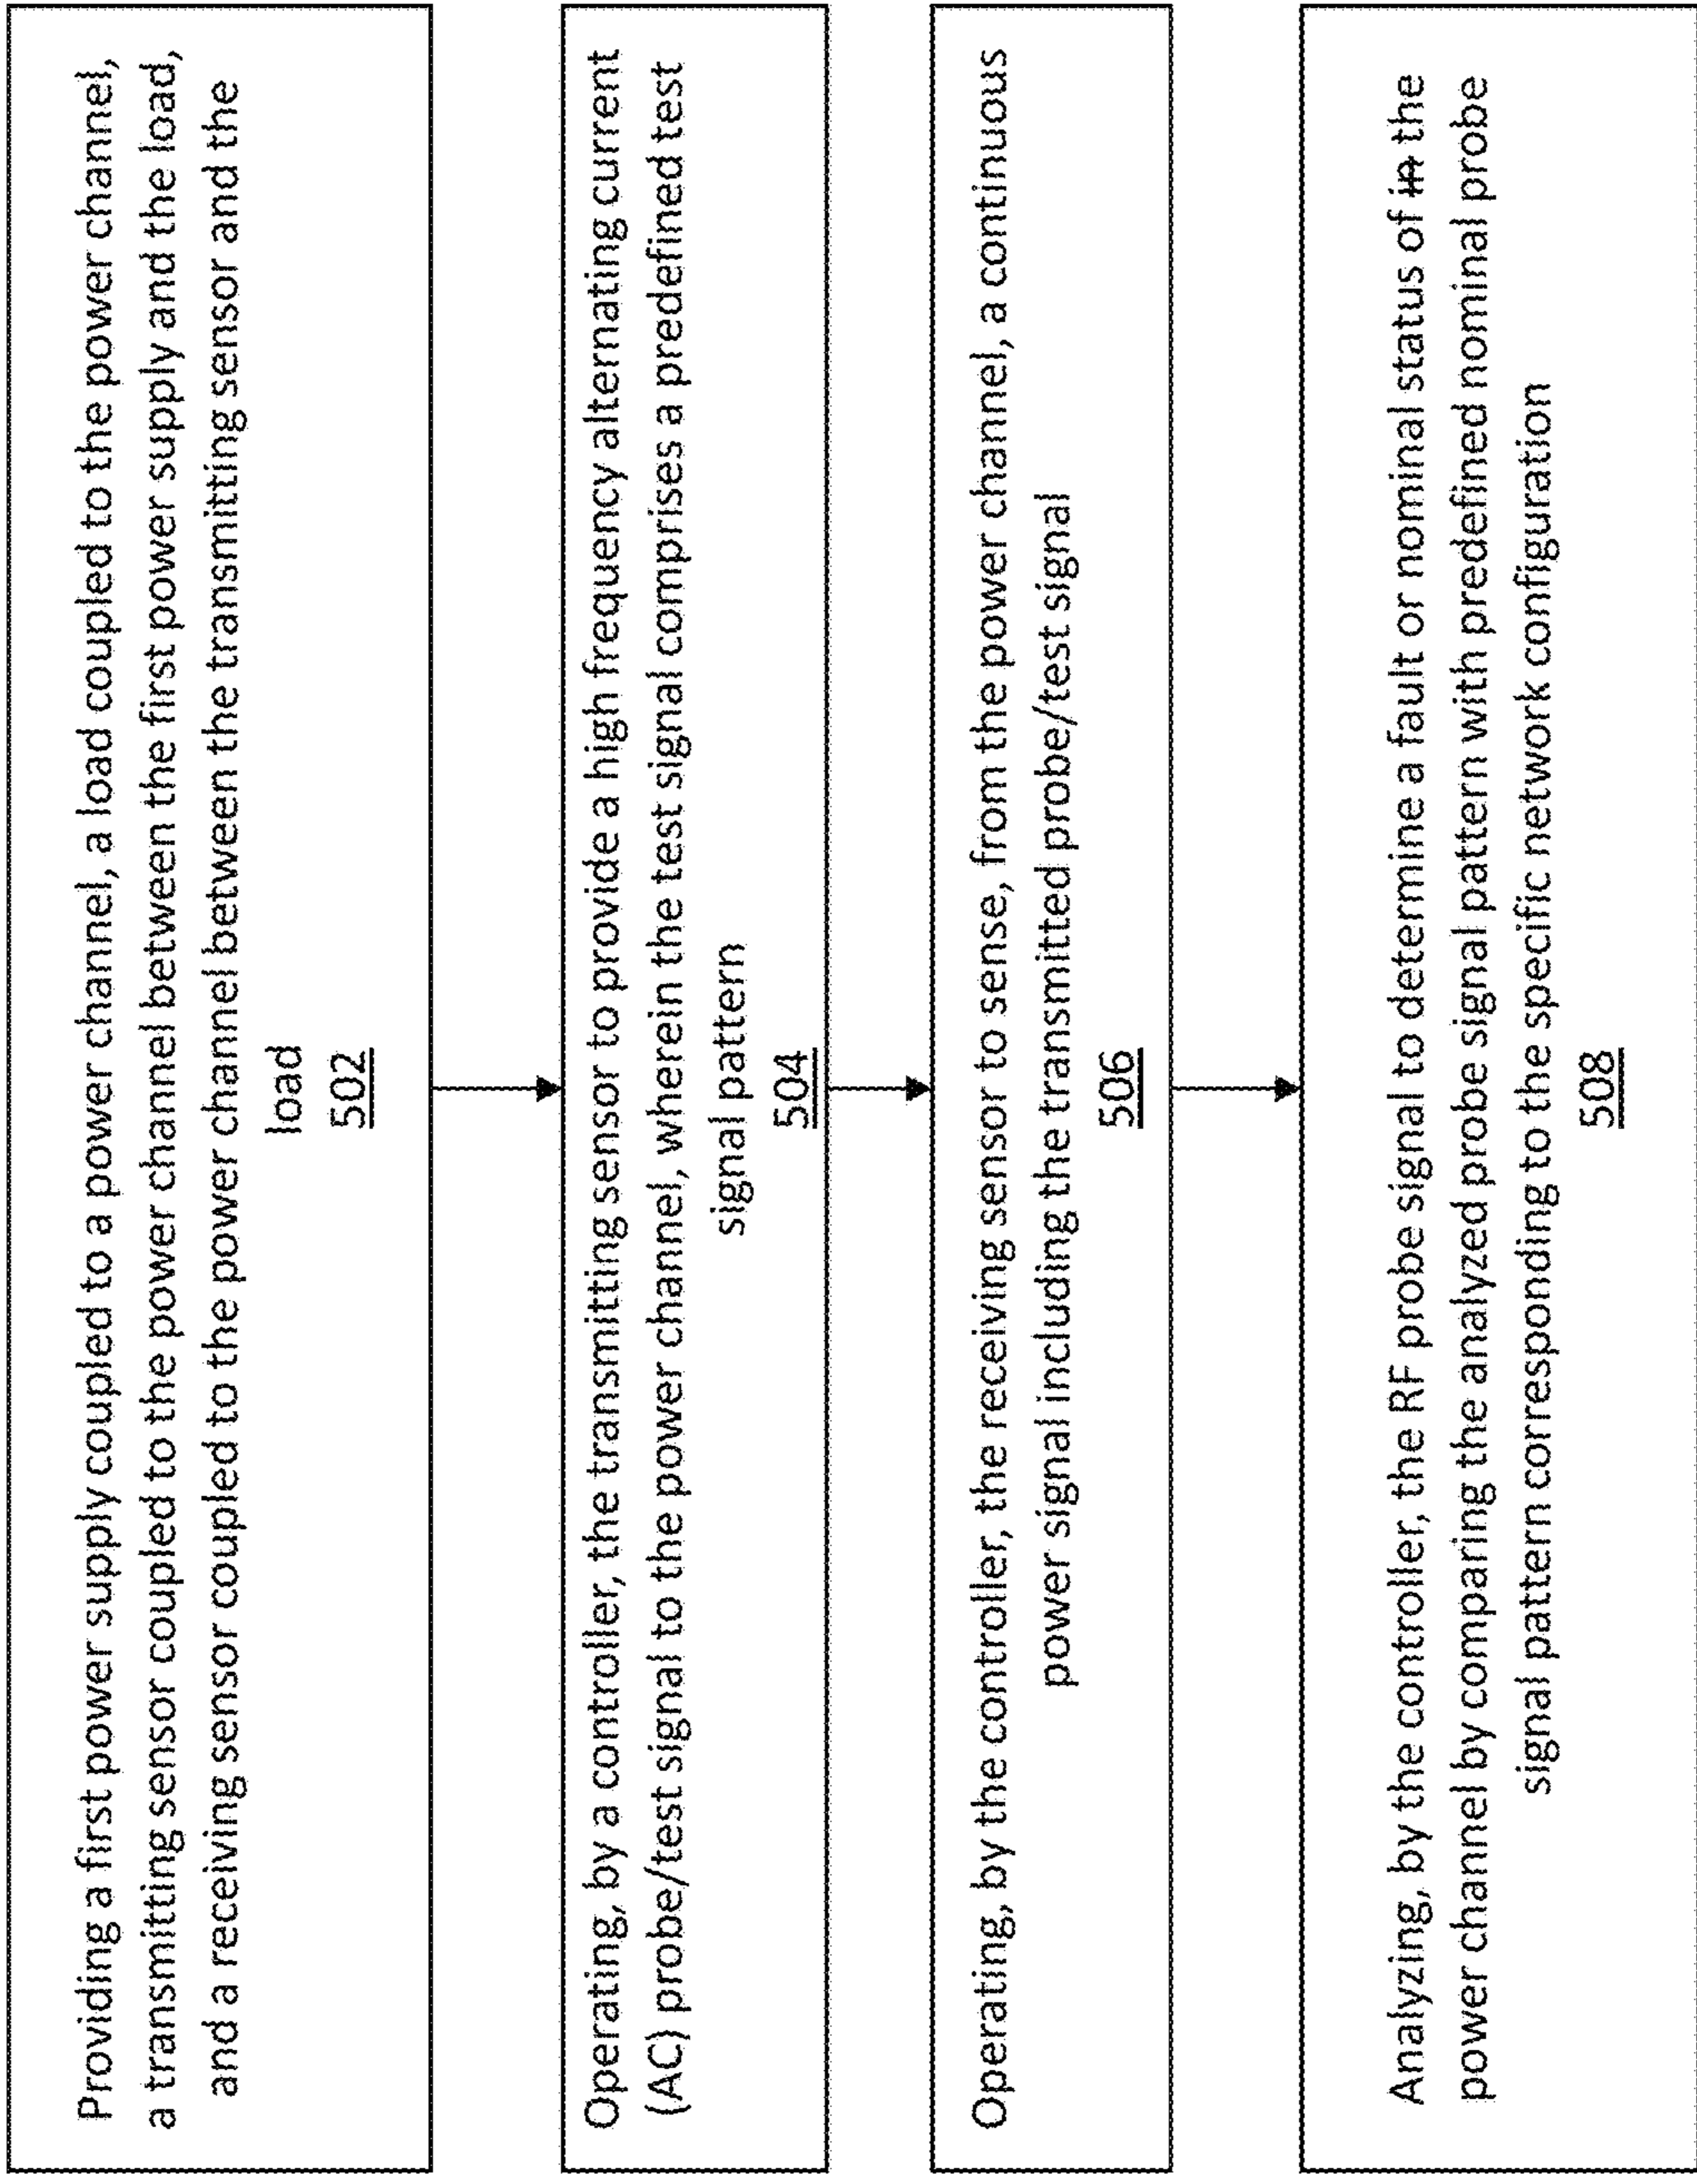 Providing a first power supply coupled to a power channel, a load coupled to the power channel,
a transmitting sensor coupled to the power channel between the first power supply and the load,
and a receiving sensor coupled to the power channel between the transmitting sensor and the
load
502
Operating, by a controller, the transmitting sensor to provide a high frequency alternating current
(AC) probe/test signal to the power channel, wherein the test signal comprises a predefined test
signal pattern
504
Operating, by the controller, the receiving sensor to sense, from the power channel, a continuous
power signal including the transmitted probe/test signal
506
Analyzing, by the controller, the RF probe signal to determine a fault or nominal status of in the
power channel by comparing the analyzed probe signal pattern with predefined nominal probe
signal pattern corresponding to the specific network configuration
508